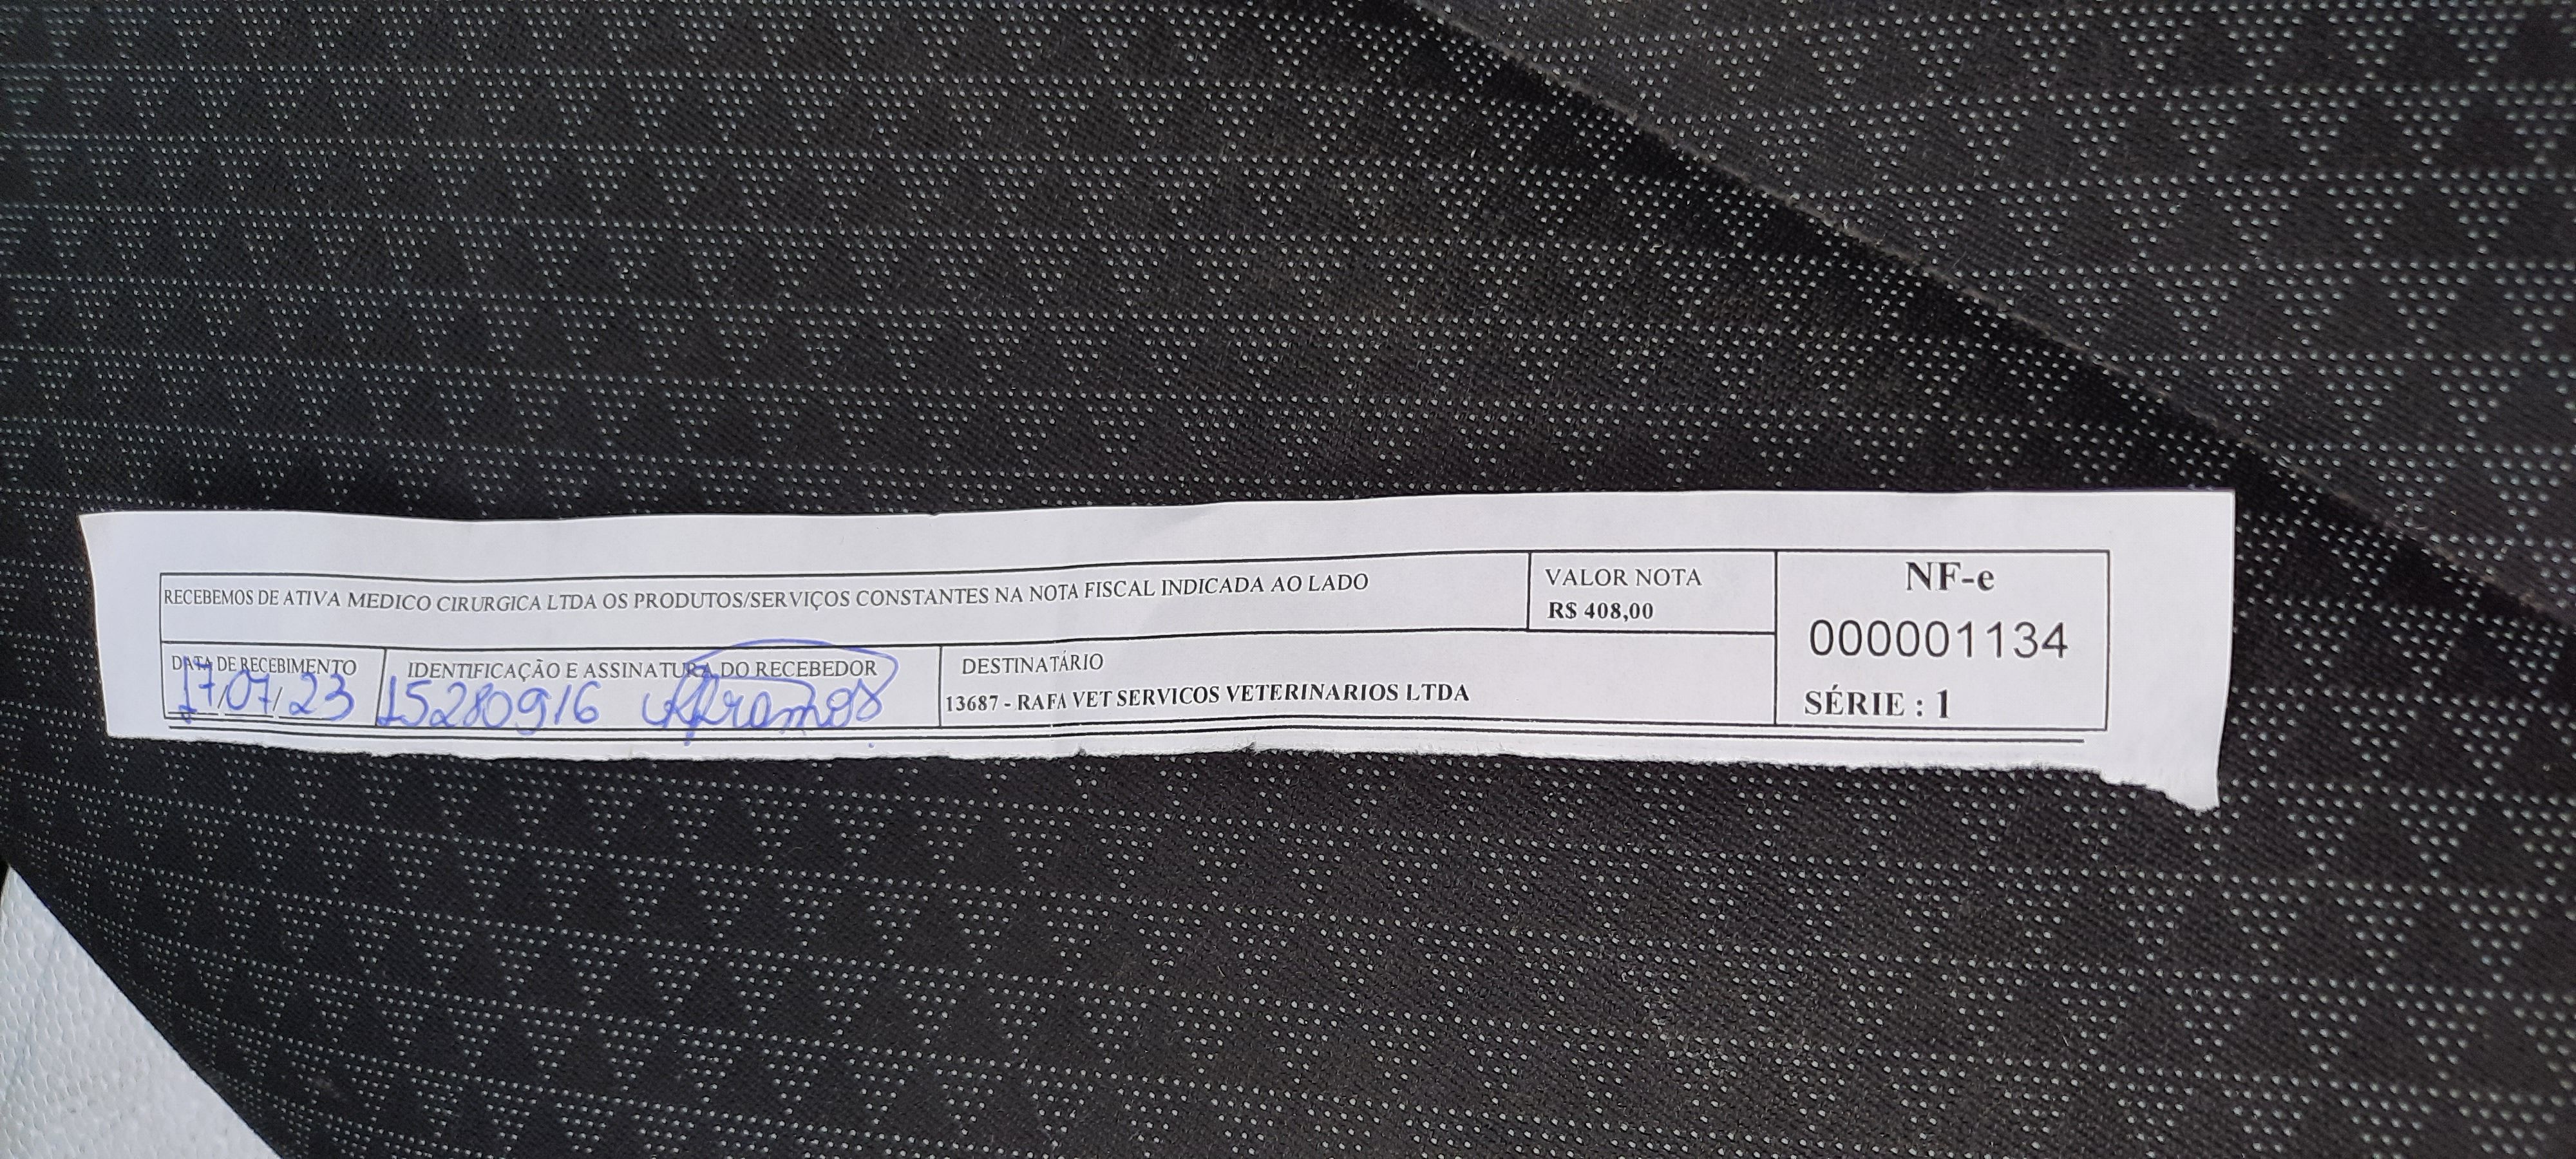 RECEBEMOS DE ATIVA MEDICO CIRURGICA LTDA OS PRODUTOS/SERVIÇOS CONSTANTES NA NOTA FISCAL INDICADA AO LADO
VALOR NOTA
R$ 408,00
NF-e
000001134
SÉRIE : 1
DATA DE RECEBIMENTO
17/07/23
IDENTIFICAÇÃO E ASSINATURA DO RECEBEDOR
15280916
DESTINATÁRIO
13687 - RAFA VET SERVICOS VETERINARIOS LTDA